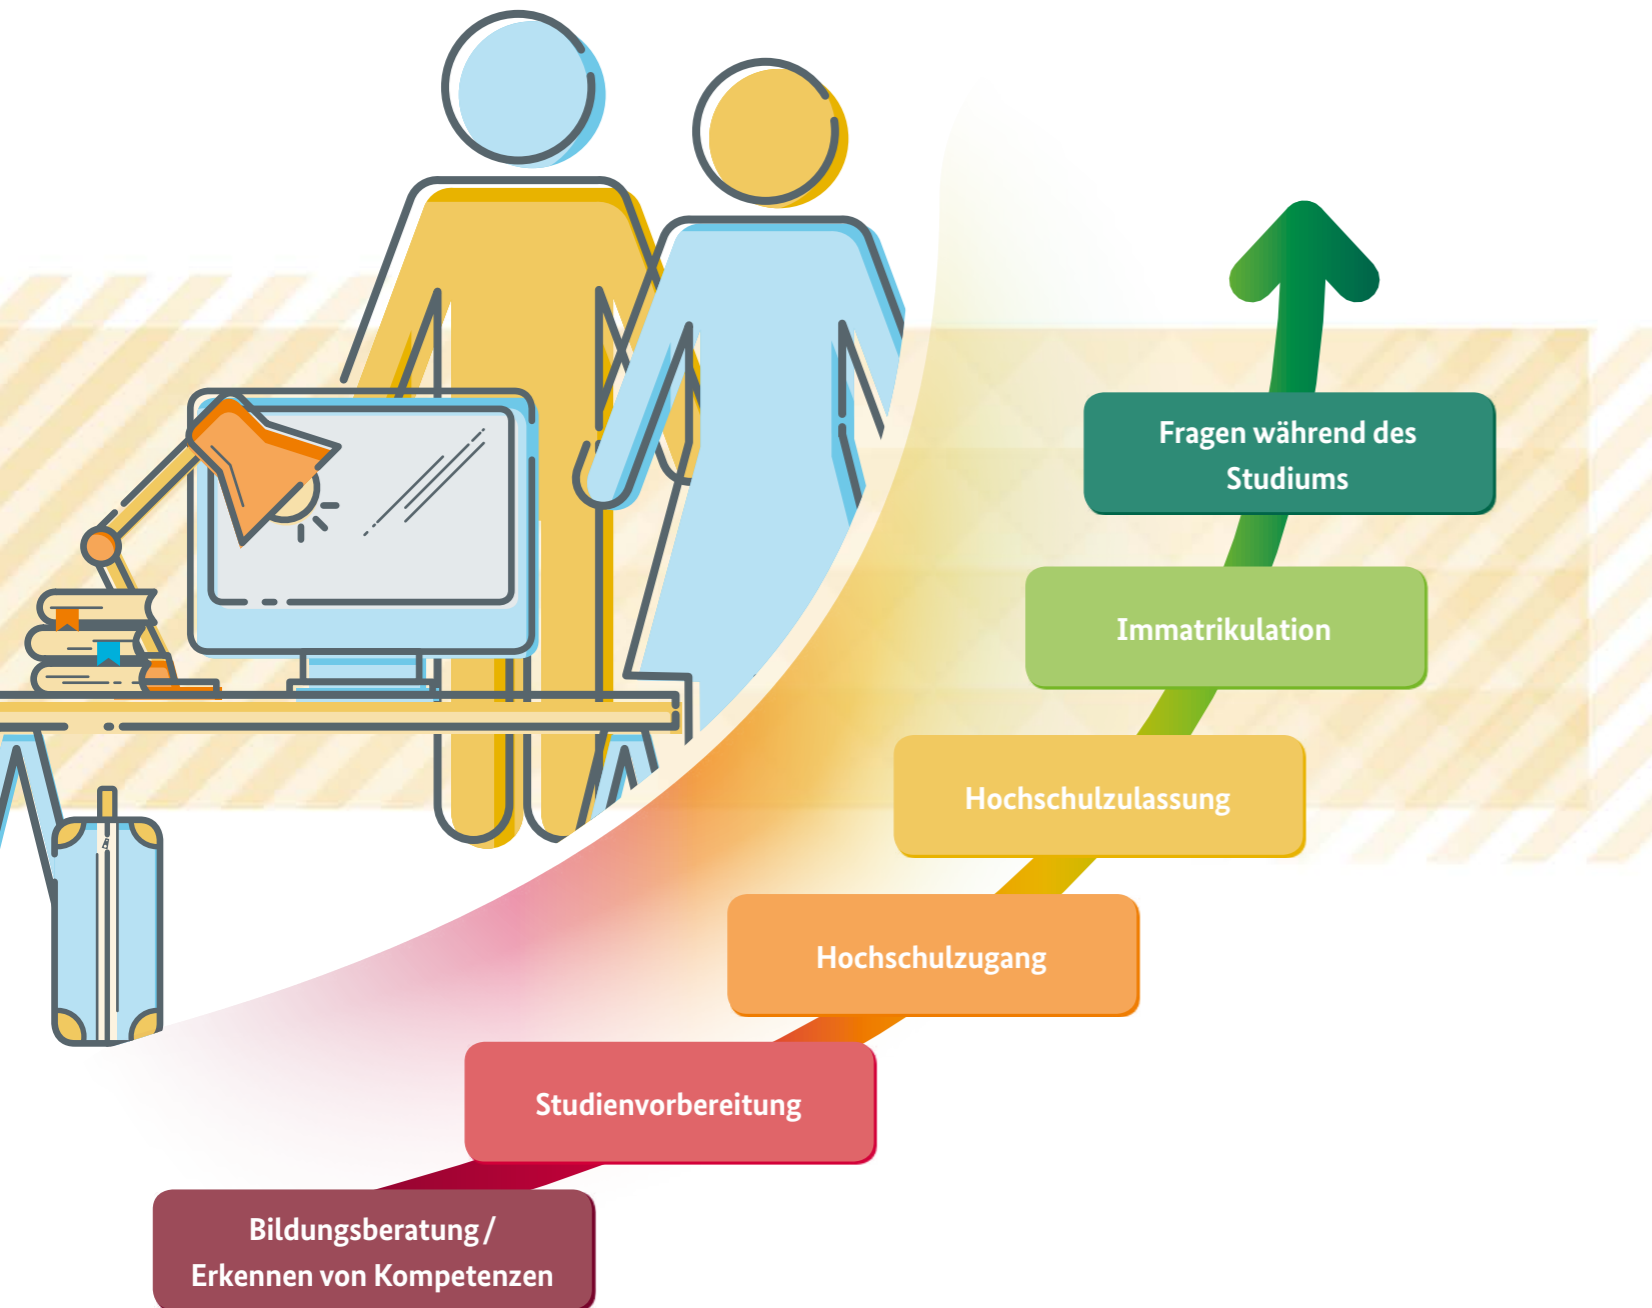 Fragen während des
Studiums
Immatrikulation
Hochschulzulassung
Hochschulzugang
Studienvorbereitung
Bildungsberatung /
Erkennen von Kompetenzen